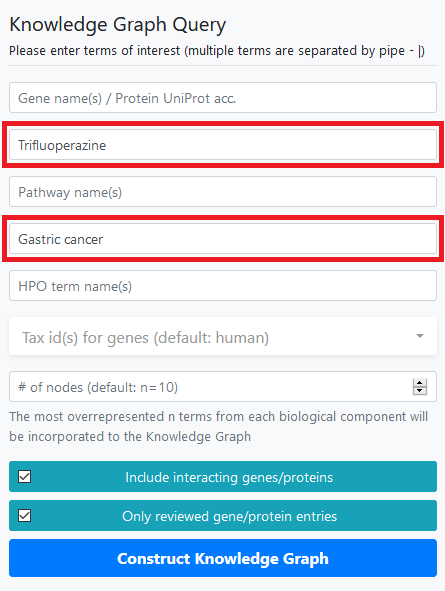 Knowledge Graph Query
Please enter terms of interest (multiple terms are separated by pipe - |)
Gene name(s) / Protein UniProt acc.
Trifluoperazine
Pathway name(s)
Gastric cancer
HPO term name(s)
Tax id(s) for genes (default: human)
# of nodes (default: n=10)
The most overrepresented n terms from each biological component will
be incorporated to the Knowledge Graph
Include interacting genes/proteins
Only reviewed gene/protein entries
Construct Knowledge Graph